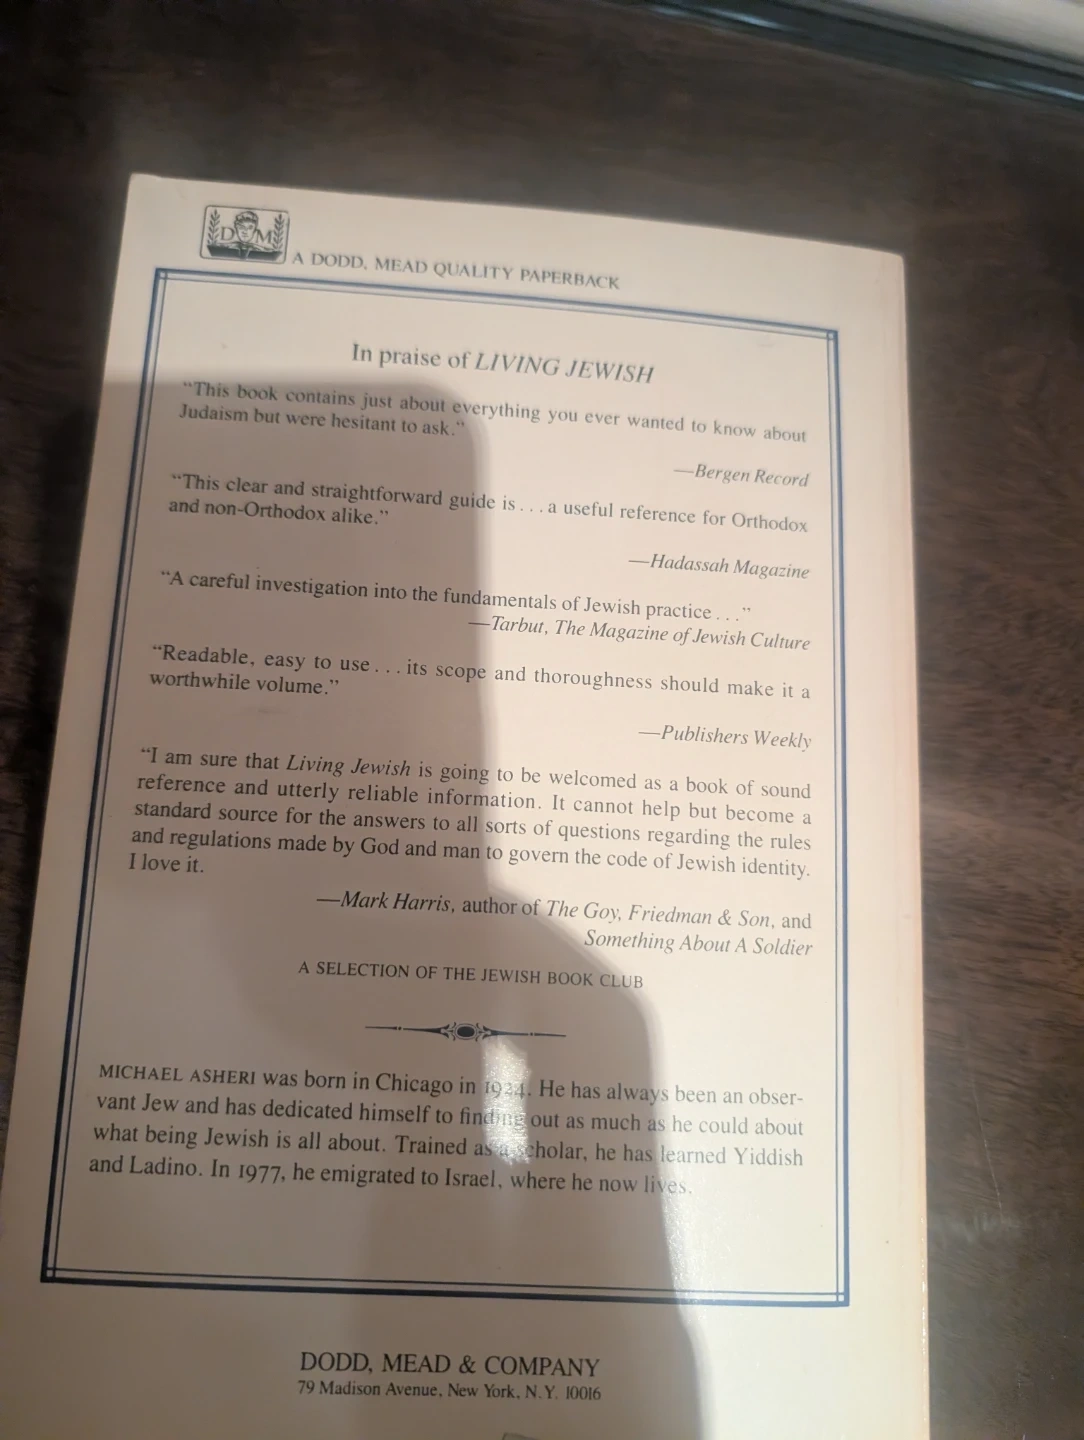 D M
A DODD, MEAD QUALITY PAPERBACK
In praise of LIVING JEWISH
“This book contains just about everything you ever wanted to know about
Judaism but were hesitant to ask.”
—Bergen Record
“This clear and straightforward guide is . . . a useful reference for Orthodox
and non-Orthodox alike.”
—Hadassah Magazine
“A careful investigation into the fundamentals of Jewish practice . . .”
—Tarbut, The Magazine of Jewish Culture
“Readable, easy to use . . . its scope and thoroughness should make it a
worthwhile volume.”
—Publishers Weekly
“I am sure that Living Jewish is going to be welcomed as a book of sound
reference and utterly reliable information. It cannot help but become a
standard source for the answers to all sorts of questions regarding the rules
and regulations made by God and man to govern the code of Jewish identity.
I love it.
—Mark Harris, author of The Goy, Friedman & Son, and
Something About A Soldier
A SELECTION OF THE JEWISH BOOK CLUB
MICHAEL ASHERI was born in Chicago in 1924. He has always been an obser-
vant Jew and has dedicated himself to finding out as much as he could about
what being Jewish is all about. Trained as a scholar, he has learned Yiddish
and Ladino. In 1977, he emigrated to Israel, where he now lives.
DODD, MEAD & COMPANY
79 Madison Avenue, New York, N.Y. 10016